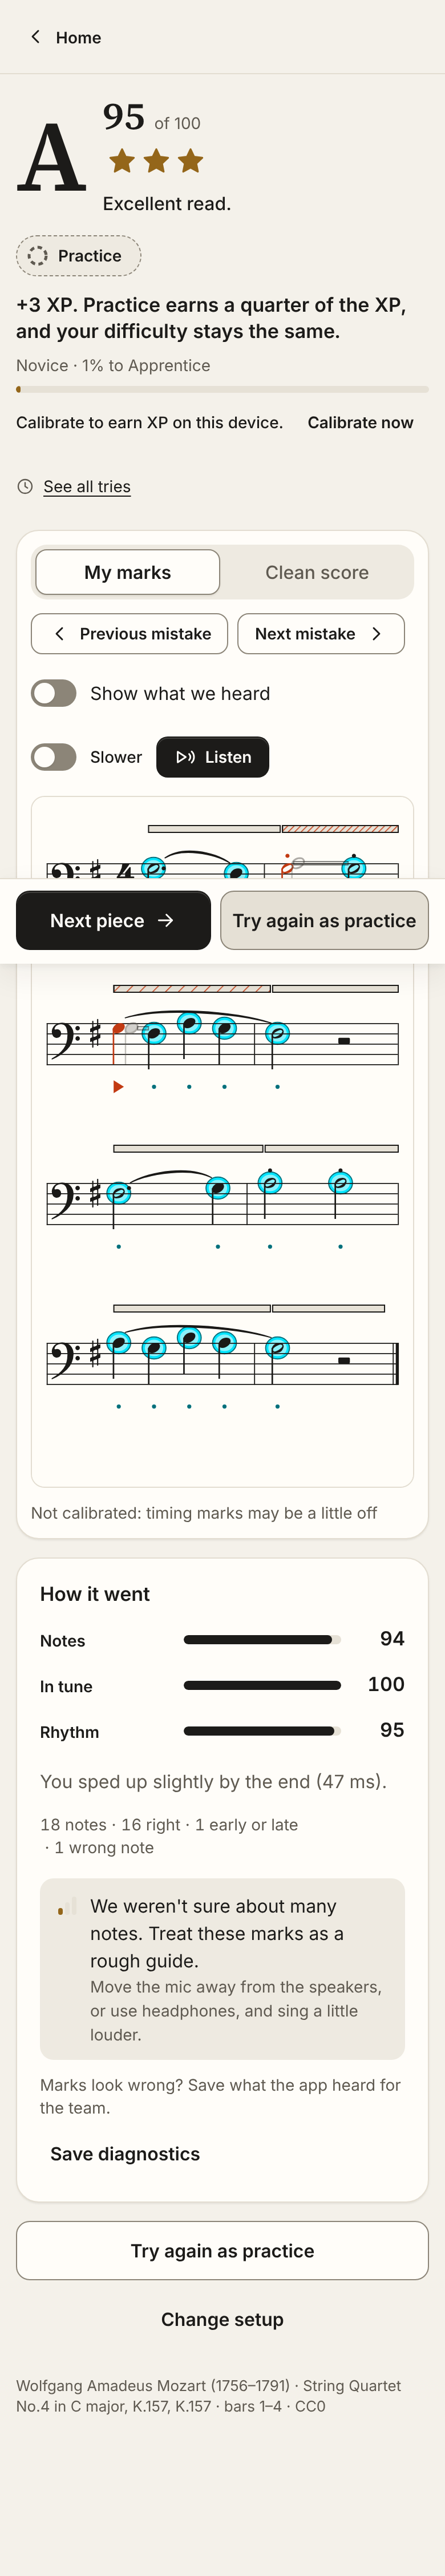 Home
A
95 of 100
Excellent read.
Practice
+3 XP. Practice earns a quarter of the XP,
and your difficulty stays the same.
Novice · 1% to Apprentice
Calibrate to earn XP on this device. Calibrate now
See all tries
My marks Clean score
Previous mistake Next mistake
Show what we heard
Slower Listen
4
Next piece Try again as practice
Not calibrated: timing marks may be a little off
How it went
Notes 94
In tune 100
Rhythm 95
You sped up slightly by the end (47 ms).
18 notes · 16 right · 1 early or late
· 1 wrong note
We weren't sure about many
notes. Treat these marks as a
rough guide.
Move the mic away from the speakers,
or use headphones, and sing a little
louder.
Marks look wrong? Save what the app heard for
the team.
Save diagnostics
Try again as practice
Change setup
Wolfgang Amadeus Mozart (1756–1791) · String Quartet
No.4 in C major, K.157, K.157 · bars 1–4 · CC0